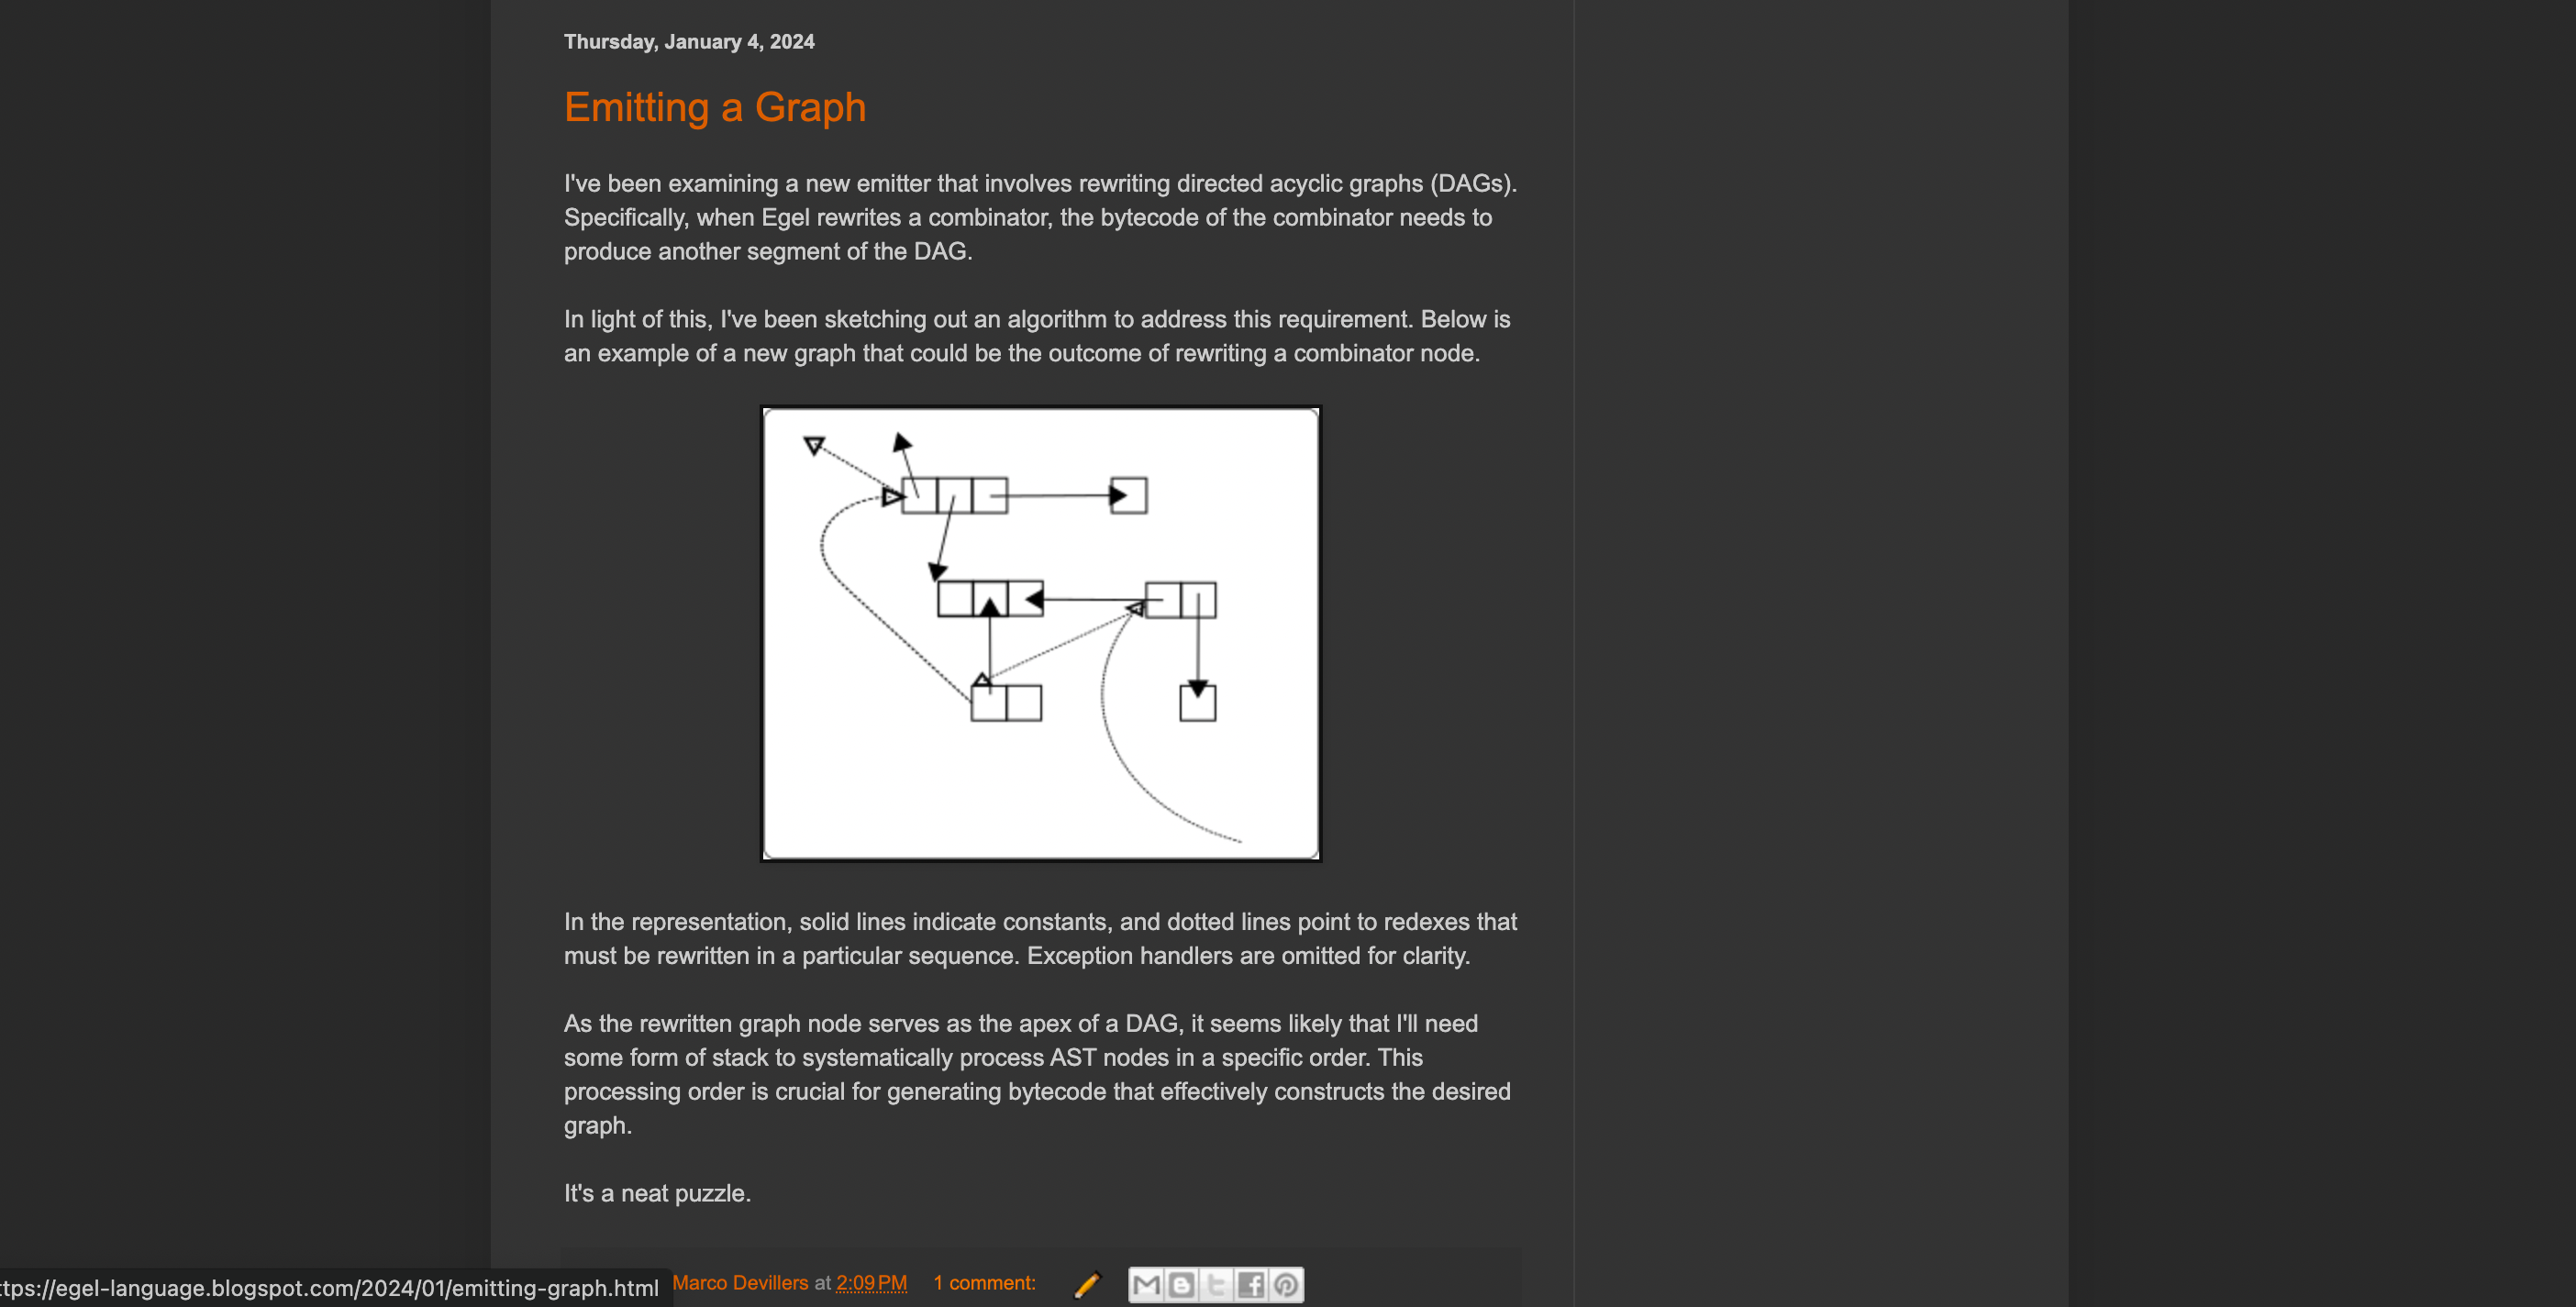 Thursday, January 4, 2024
Emitting a Graph
I've been examining a new emitter that involves rewriting directed acyclic graphs (DAGs).
Specifically, when Egel rewrites a combinator, the bytecode of the combinator needs to
produce another segment of the DAG.
In light of this, I've been sketching out an algorithm to address this requirement. Below is
an example of a new graph that could be the outcome of rewriting a combinator node.
In the representation, solid lines indicate constants, and dotted lines point to redexes that
must be rewritten in a particular sequence. Exception handlers are omitted for clarity.
As the rewritten graph node serves as the apex of a DAG, it seems likely that I'll need
some form of stack to systematically process AST nodes in a specific order. This
processing order is crucial for generating bytecode that effectively constructs the desired
graph.
It's a neat puzzle.
ttps://egel-language.blogspot.com/2024/01/emitting-graph.html Marco Devillers at 2:09 PM 1 comment: